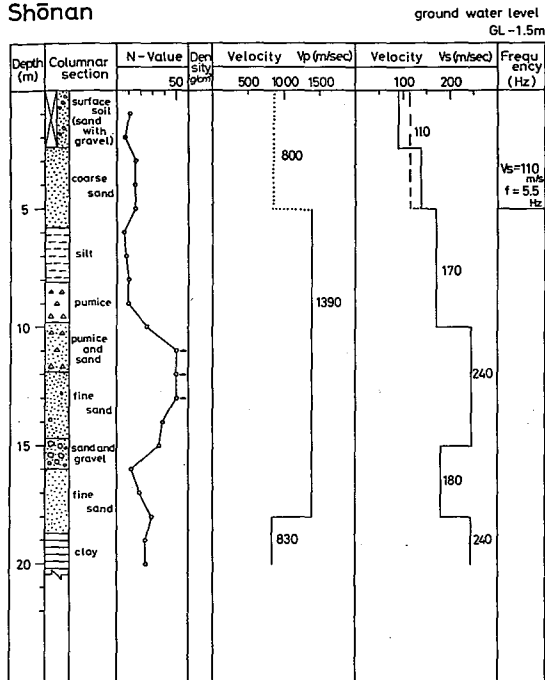 Shōnan
ground water level
GL-1.5m
Depth
(m)
Columnar
section
N-Value
50
Den
sity
g/cm³
Velocity Vp (m/sec)
500 1000 1500
Velocity Vs (m/sec)
100 200
Frequ
ency
(Hz)
surface
soil
(sand
with
gravel)
110
800
Vs=110
m/s
f = 5.5
Hz
coarse
sand
5
silt
170
1390
pumice
10
pumice
and
sand
240
fine
sand
15
sand and
gravel
180
fine
sand
830
240
clay
20